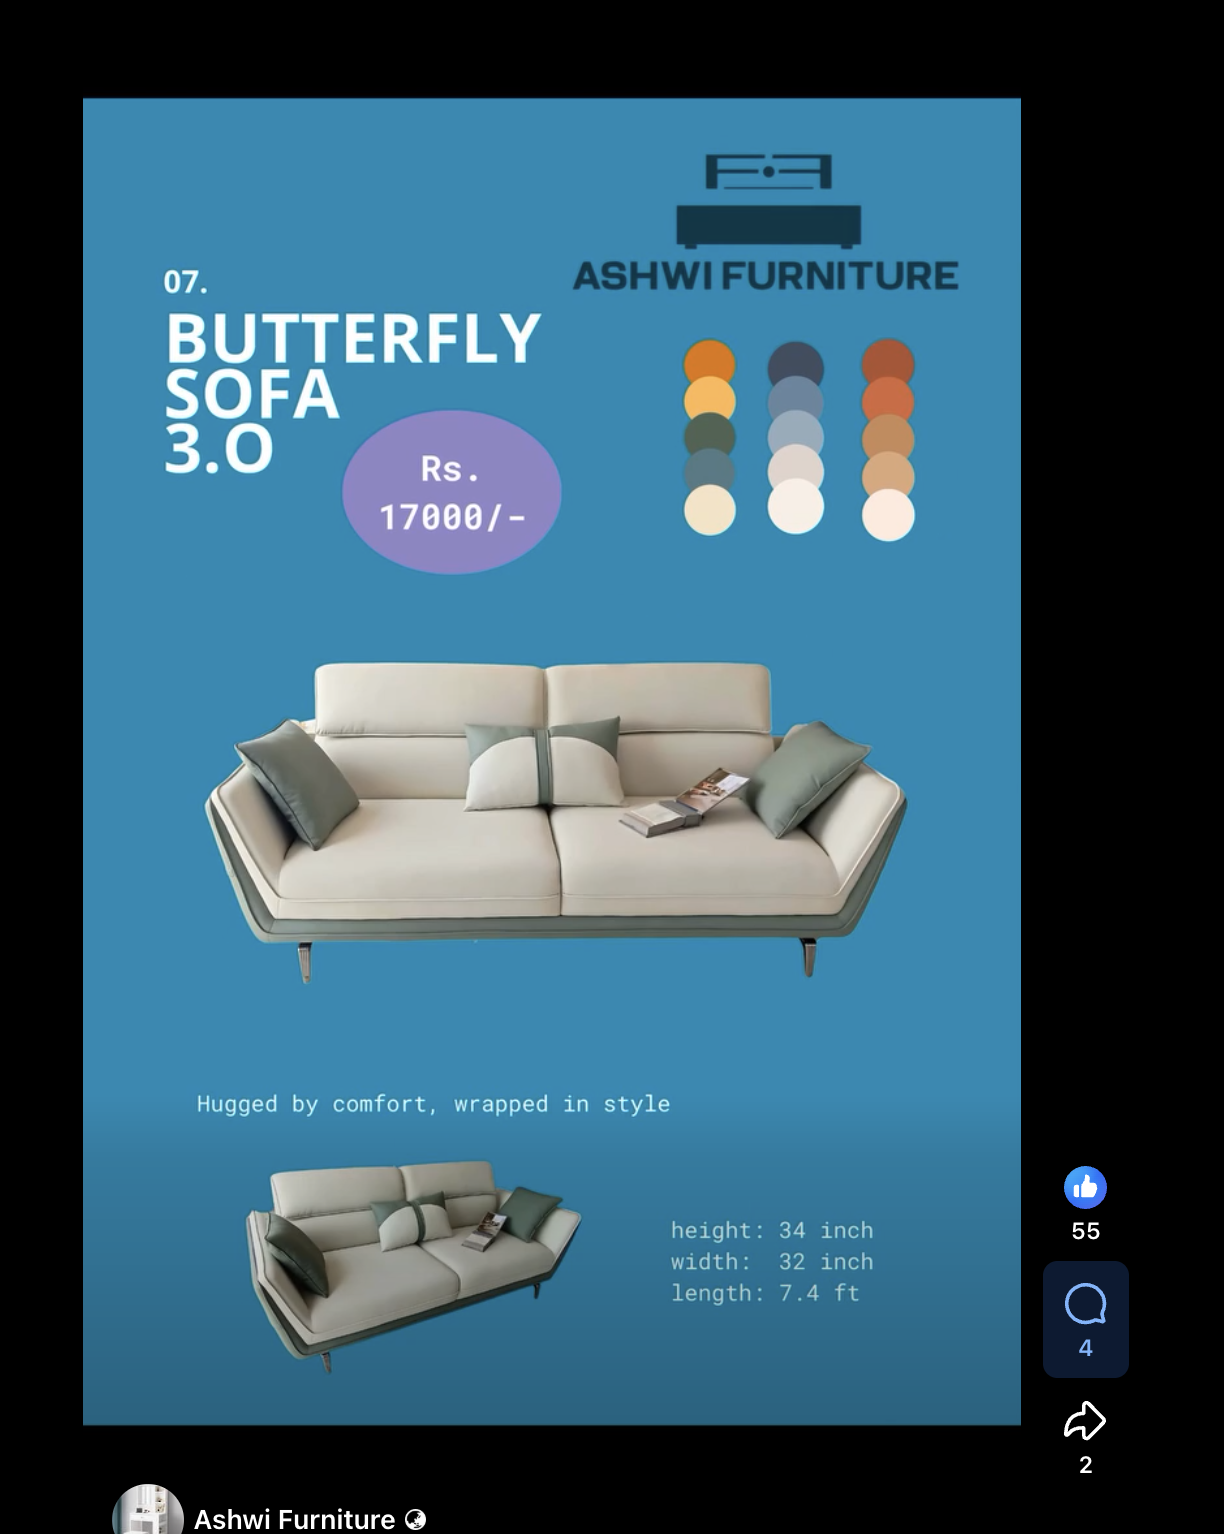 ASHWI FURNITURE
07.
BUTTERFLY
SOFA
3.O
Rs.
17000/-
Hugged by comfort, wrapped in style
height: 34 inch
width: 32 inch
length: 7.4 ft
55
4
2
Ashwi Furniture